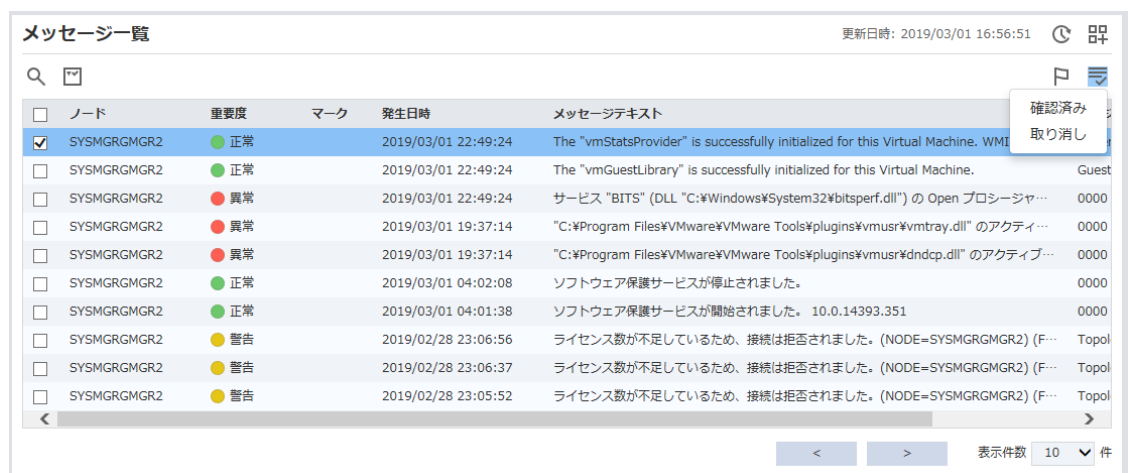 メッセージ一覧
更新日時: 2019/03/01 16:56:51
確認済み
取り消し
ノード 重要度 マーク 発生日時 メッセージテキスト
SYSMGRGMGR2 正常 2019/03/01 22:49:24 The "vmStatsProvider" is successfully initialized for this Virtual Machine. WMI
SYSMGRGMGR2 正常 2019/03/01 22:49:24 The "vmGuestLibrary" is successfully initialized for this Virtual Machine. Guest
SYSMGRGMGR2 異常 2019/03/01 22:49:24 サービス "BITS" (DLL "C:¥Windows¥System32¥bitsperf.dll") の Open プロシージャ… 0000
SYSMGRGMGR2 異常 2019/03/01 19:37:14 "C:¥Program Files¥VMware¥VMware Tools¥plugins¥vmusr¥vmtray.dll" のアクティ… 0000
SYSMGRGMGR2 異常 2019/03/01 19:37:14 "C:¥Program Files¥VMware¥VMware Tools¥plugins¥vmusr¥dndcp.dll" のアクティブ… 0000
SYSMGRGMGR2 正常 2019/03/01 04:02:08 ソフトウェア保護サービスが停止されました。 0000
SYSMGRGMGR2 正常 2019/03/01 04:01:38 ソフトウェア保護サービスが開始されました。 10.0.14393.351 0000
SYSMGRGMGR2 警告 2019/02/28 23:06:56 ライセンス数が不足しているため、接続は拒否されました。(NODE=SYSMGRGMGR2) (F… Topol
SYSMGRGMGR2 警告 2019/02/28 23:06:37 ライセンス数が不足しているため、接続は拒否されました。(NODE=SYSMGRGMGR2) (F… Topol
SYSMGRGMGR2 警告 2019/02/28 23:05:52 ライセンス数が不足しているため、接続は拒否されました。(NODE=SYSMGRGMGR2) (F… Topol
< > 表示件数 10 件